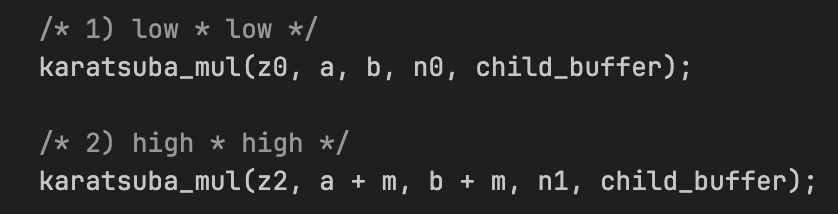 /* 1) low * low */
karatsuba_mul(z0, a, b, n0, child_buffer);
/* 2) high * high */
karatsuba_mul(z2, a + m, b + m, n1, child_buffer);